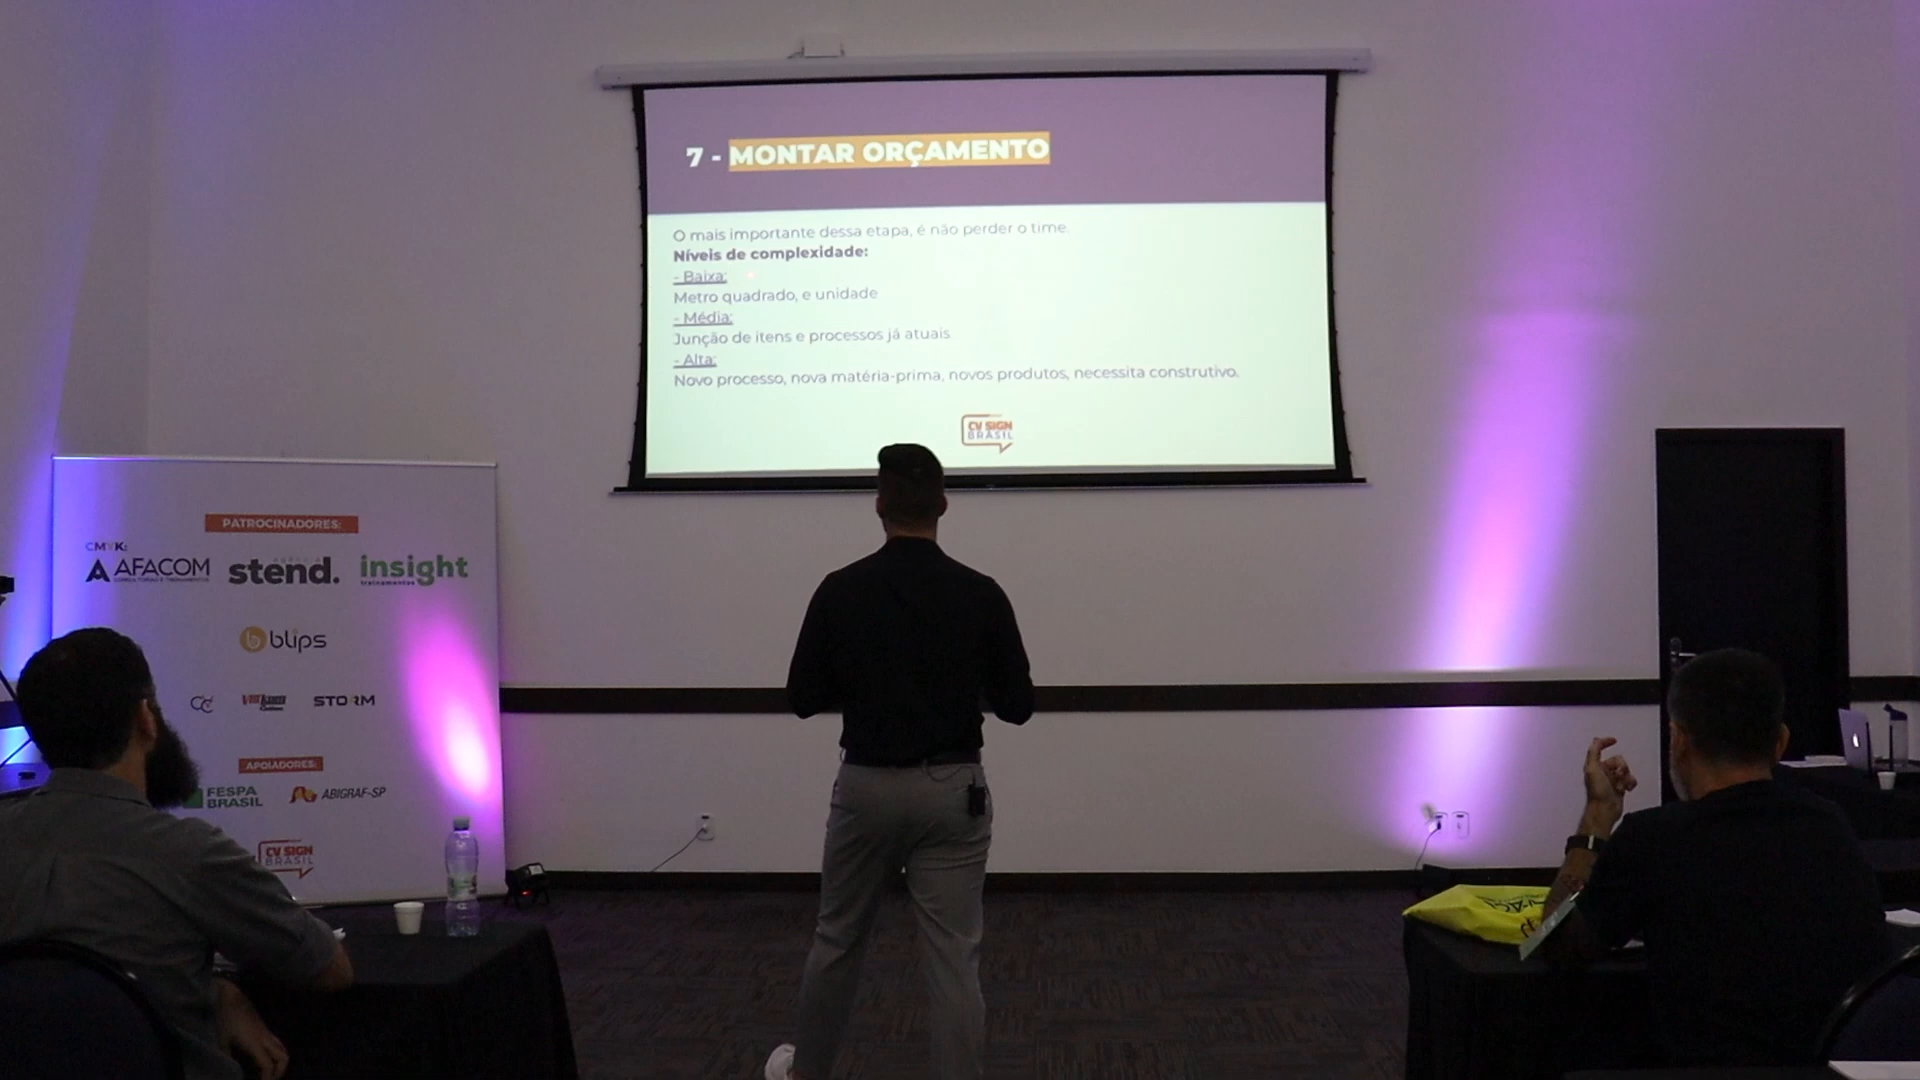 7 - MONTAR ORÇAMENTO
O mais importante dessa etapa, é não perder o time.
Níveis de complexidade:
- Baixa:
Metro quadrado, e unidade
- Média:
Junção de itens e processos já atuais
- Alta:
Novo processo, nova matéria-prima, novos produtos, necessita construtivo.
CV SIGN
BRASIL
PATROCINADORES:
CMYK:
AFACOM
stend.
insight
treinamentos
blips
STORM
APOIADORES:
FESPA
BRASIL
ABIGRAF-SP
CV SIGN
BRASIL